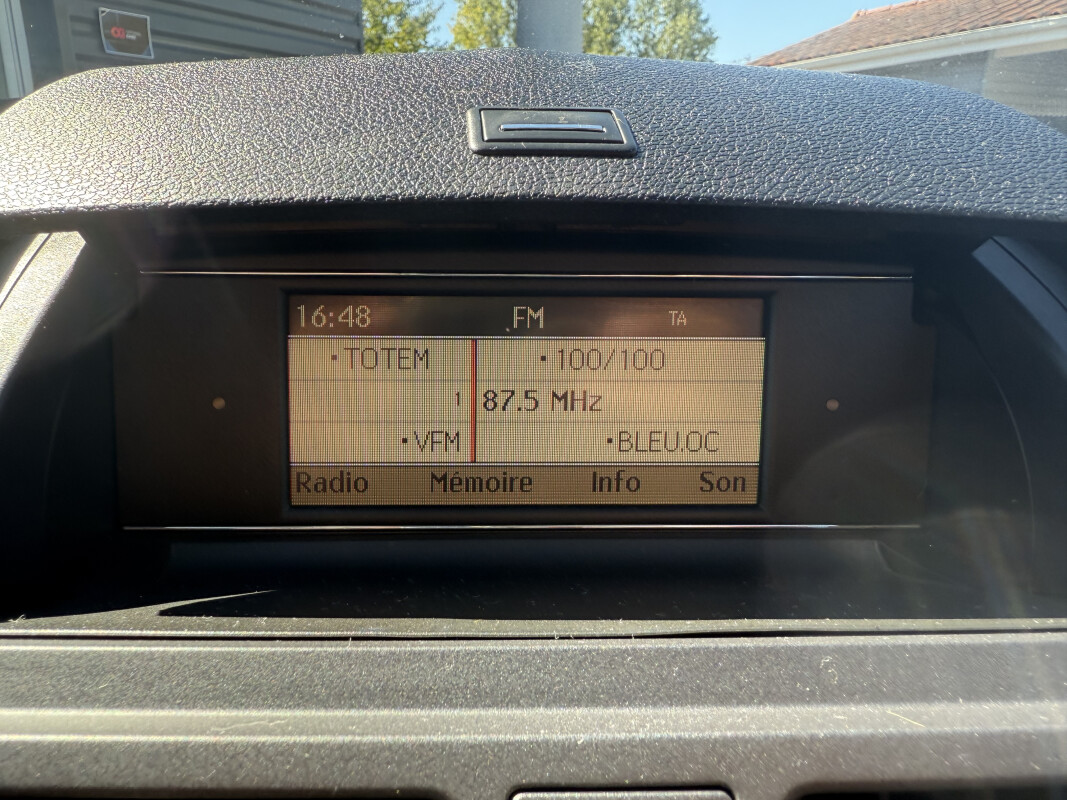 16:48 FM TA
TOTEM 100/100
1 87.5 MHz
VFM BLEU.OC
Radio Mémoire Info Son